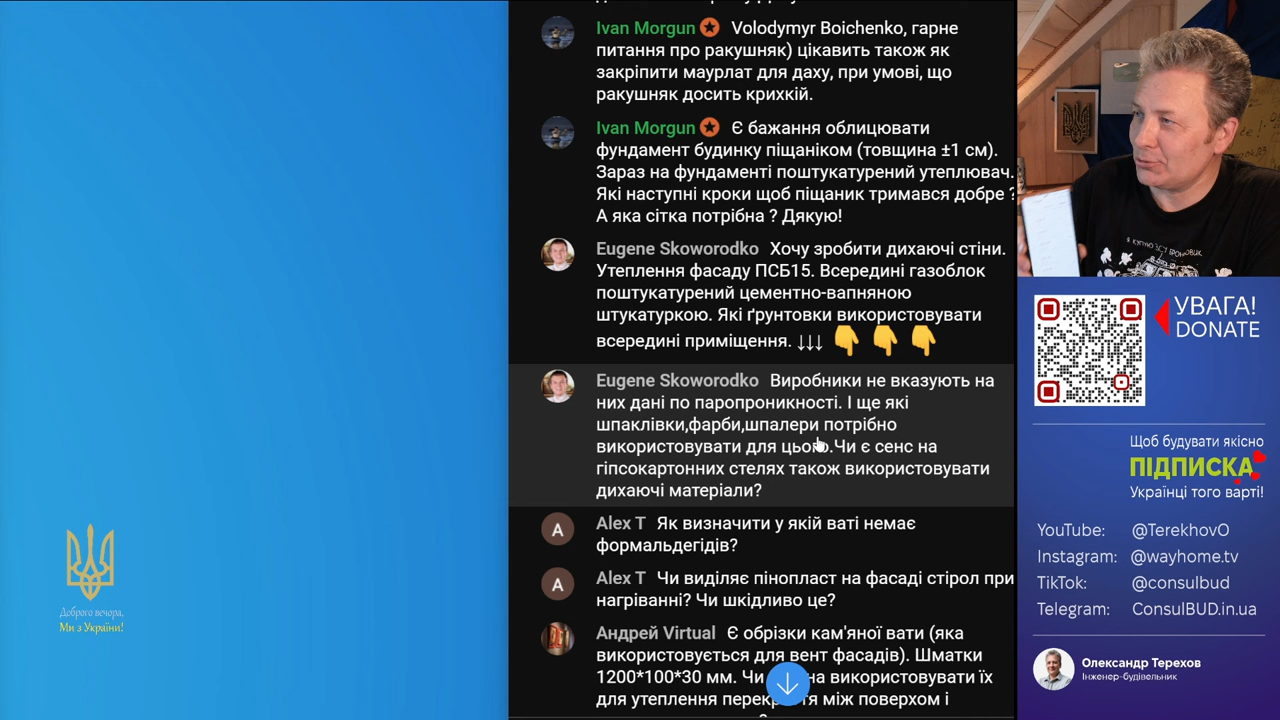 Ivan Morgun Volodymyr Boichenko, гарне
питання про ракушняк) цікавить також як
закріпити маурлат для даху, при умові, що
ракушняк досить крихкій.
Ivan Morgun Є бажання облицювати
фундамент будинку піщаніком (товщина ±1 см).
Зараз на фундаменті поштукатурений утеплювач.
Які наступні кроки щоб піщаник тримався добре ?
А яка сітка потрібна ? Дякую!
Eugene Skoworodko Хочу зробити дихаючі стіни.
Утеплення фасаду ПСБ15. Всередині газоблок
поштукатурений цементно-вапняною
штукатуркою. Які ґрунтовки використовувати
всередині приміщення. ↓↓↓ 👇 👇 👇
Eugene Skoworodko Виробники не вказують на
них дані по паропроникності. І ще які
шпаклівки,фарби,шпалери потрібно
використовувати для цього.Чи є сенс на
гіпсокартонних стелях також використовувати
дихаючі матеріали?
A
Alex T Як визначити у якій ваті немає
формальдегідів?
A
Alex T Чи виділяє пінопласт на фасаді стірол при
нагріванні? Чи шкідливо це?
Андрей Virtual Є обрізки кам'яної вати (яка
використовується для вент фасадів). Шматки
1200*100*30 мм. Чи використовувати їх
для утеплення між поверхом і
Доброго вечора,
Ми з України!
УВАГА!
DONATE
Щоб будувати якісно
ПІДПИСКА
Українці того варті!
YouTube: @TerekhovO
Instagram: @wayhome.tv
TikTok: @consulbud
Telegram: ConsulBUD.in.ua
Олександр Терехов
Інженер-будівельник